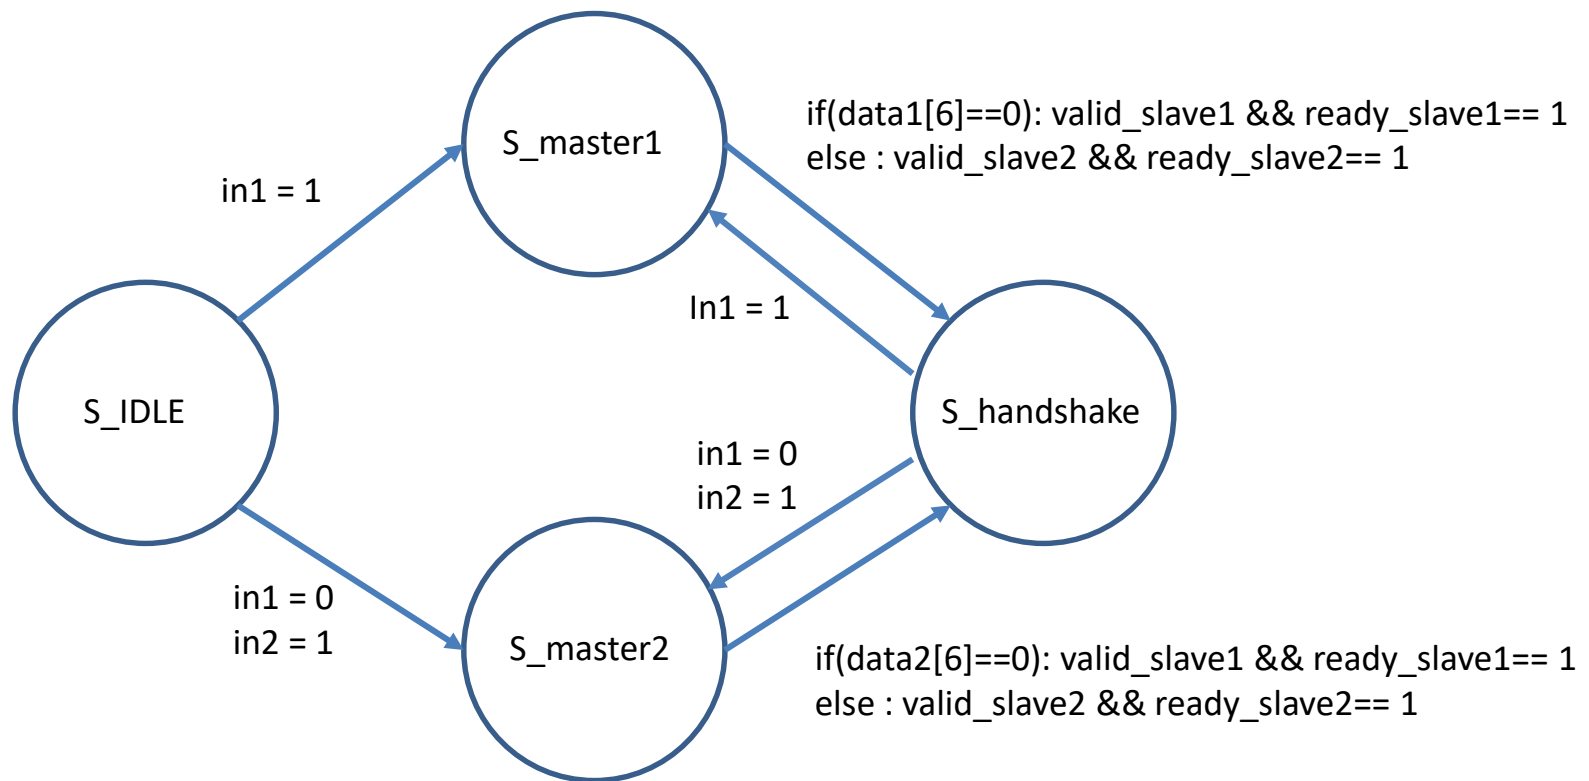 S_master1
if(data1[6]==0): valid_slave1 && ready_slave1== 1
else : valid_slave2 && ready_slave2== 1
in1 = 1
In1 = 1
S_IDLE
S_handshake
in1 = 0
in2 = 1
in1 = 0
in2 = 1
S_master2
if(data2[6]==0): valid_slave1 && ready_slave1== 1
else : valid_slave2 && ready_slave2== 1